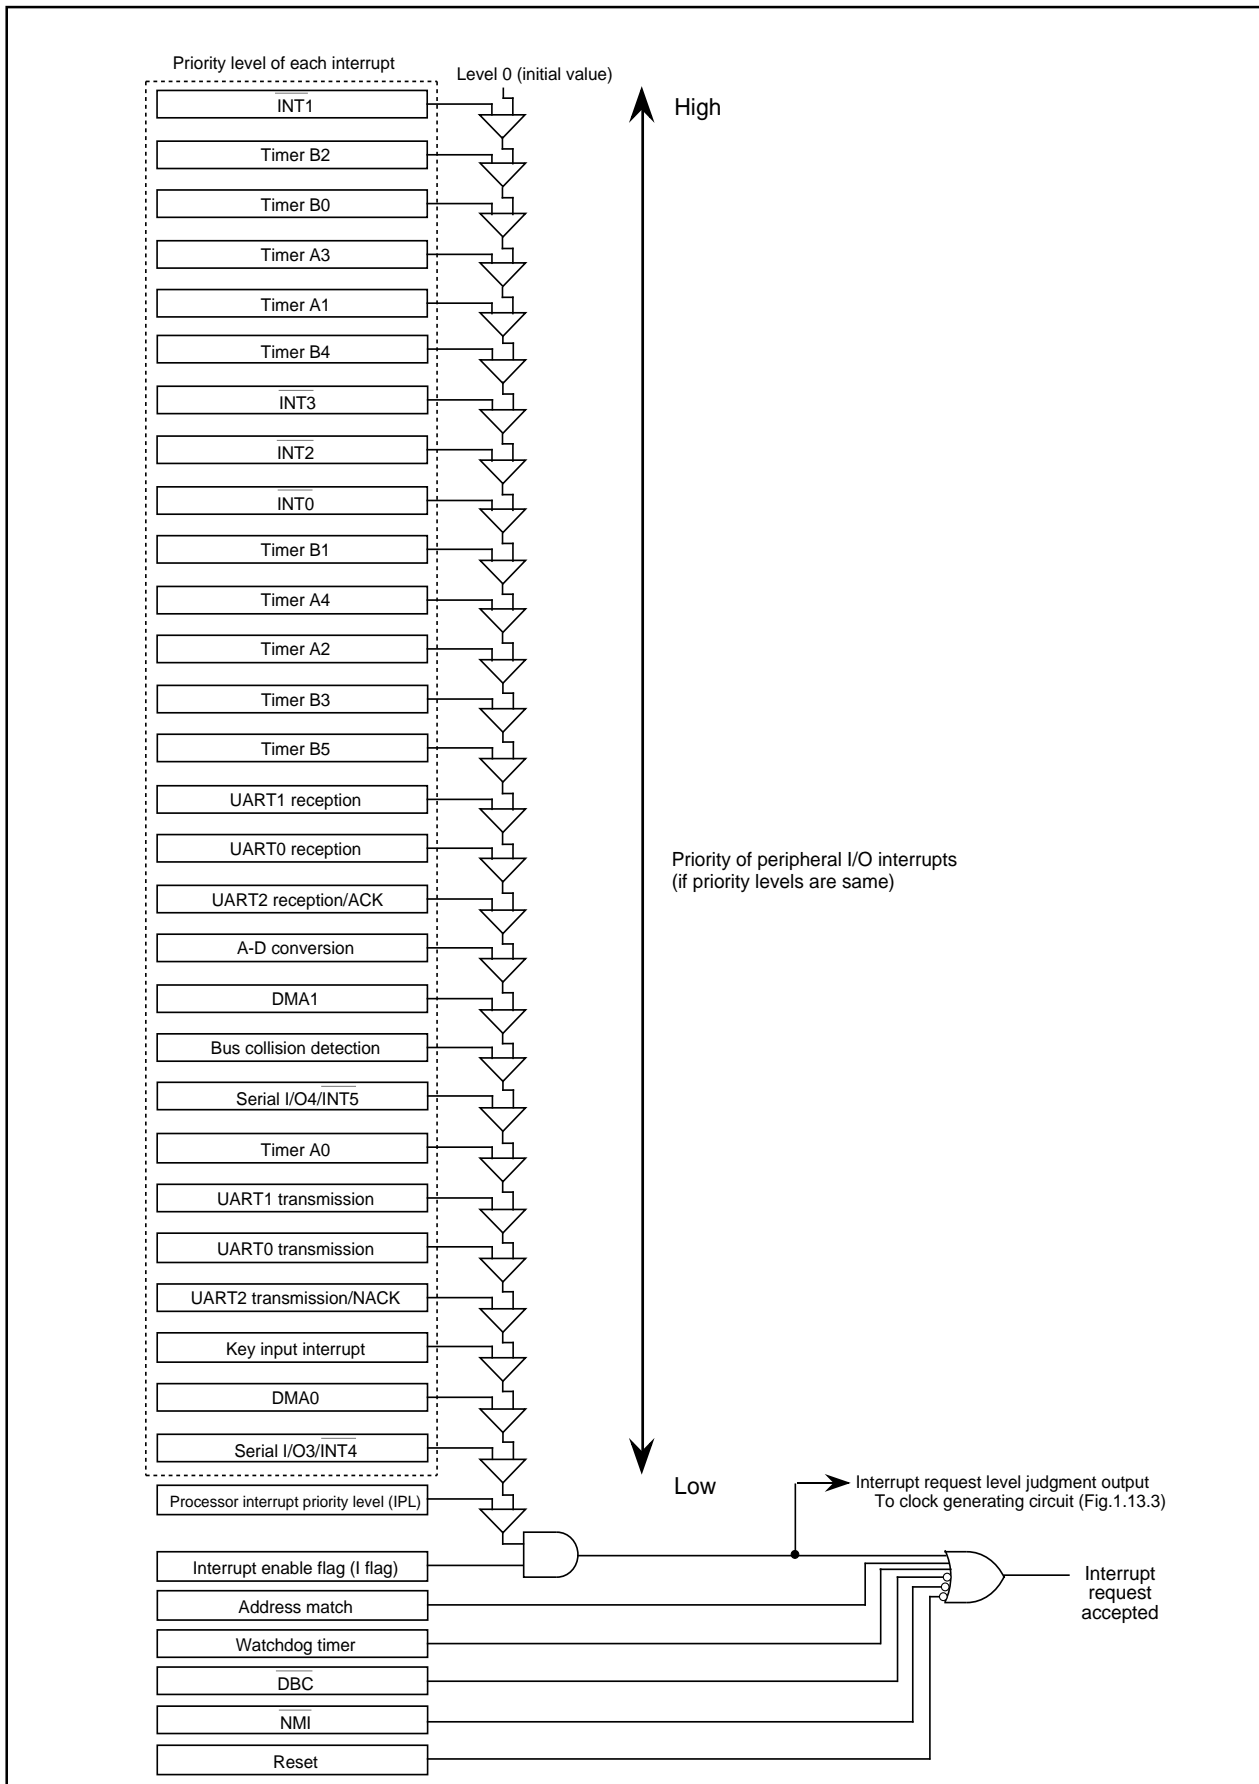 Priority level of each interrupt
Level 0 (initial value)
High
INT1
Timer B2
Timer B0
Timer A3
Timer A1
Timer B4
INT3
INT2
INT0
Timer B1
Timer A4
Timer A2
Timer B3
Timer B5
UART1 reception
UART0 reception
Priority of peripheral I/O interrupts
(if priority levels are same)
UART2 reception/ACK
A-D conversion
DMA1
Bus collision detection
Serial I/O4/INT5
Timer A0
UART1 transmission
UART0 transmission
UART2 transmission/NACK
Key input interrupt
DMA0
Serial I/O3/INT4
Low
Interrupt request level judgment output
To clock generating circuit (Fig.1.13.3)
Processor interrupt priority level (IPL)
Interrupt enable flag (I flag)
Interrupt
request
accepted
Address match
Watchdog timer
DBC
NMI
Reset